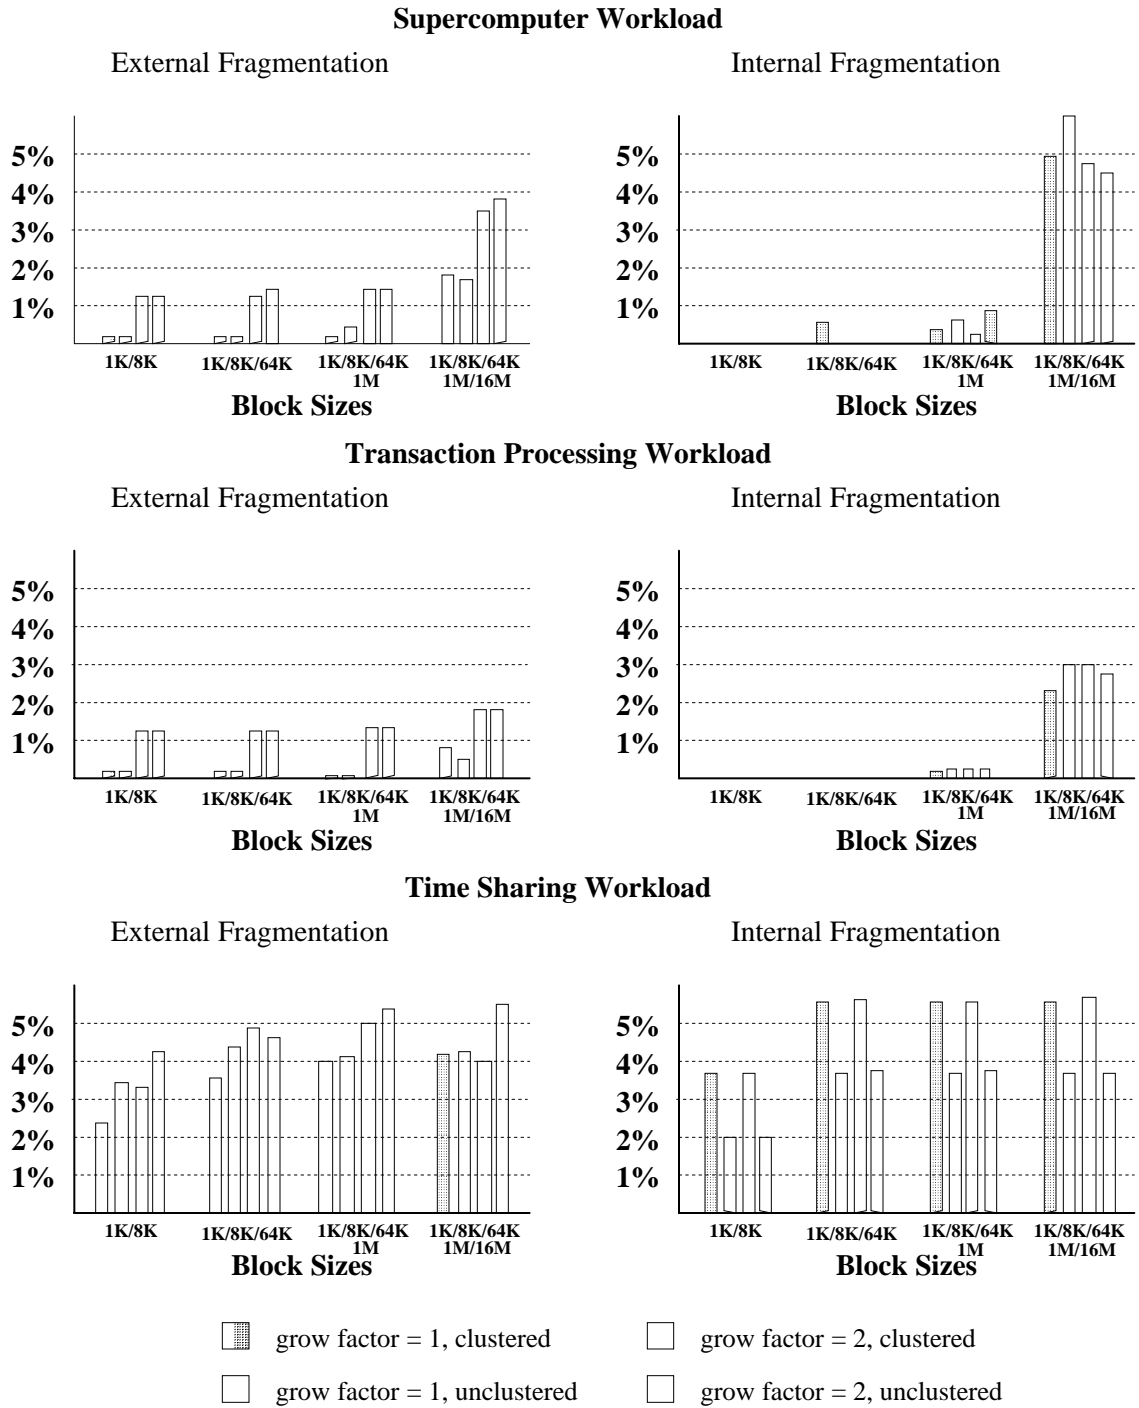 Supercomputer Workload
External Fragmentation
Internal Fragmentation
5%
4%
3%
2%
1%
1K/8K
1K/8K/64K
1K/8K/64K
1M
1K/8K/64K
1M/16M
Block Sizes
5%
4%
3%
2%
1%
1K/8K
1K/8K/64K
1K/8K/64K
1M
1K/8K/64K
1M/16M
Block Sizes
Transaction Processing Workload
External Fragmentation
Internal Fragmentation
5%
4%
3%
2%
1%
1K/8K
1K/8K/64K
1K/8K/64K
1M
1K/8K/64K
1M/16M
Block Sizes
5%
4%
3%
2%
1%
1K/8K
1K/8K/64K
1K/8K/64K
1M
1K/8K/64K
1M/16M
Block Sizes
Time Sharing Workload
External Fragmentation
Internal Fragmentation
5%
4%
3%
2%
1%
1K/8K
1K/8K/64K
1K/8K/64K
1M
1K/8K/64K
1M/16M
Block Sizes
5%
4%
3%
2%
1%
1K/8K
1K/8K/64K
1K/8K/64K
1M
1K/8K/64K
1M/16M
Block Sizes
grow factor = 1, clustered
grow factor = 2, clustered
grow factor = 1, unclustered
grow factor = 2, unclustered